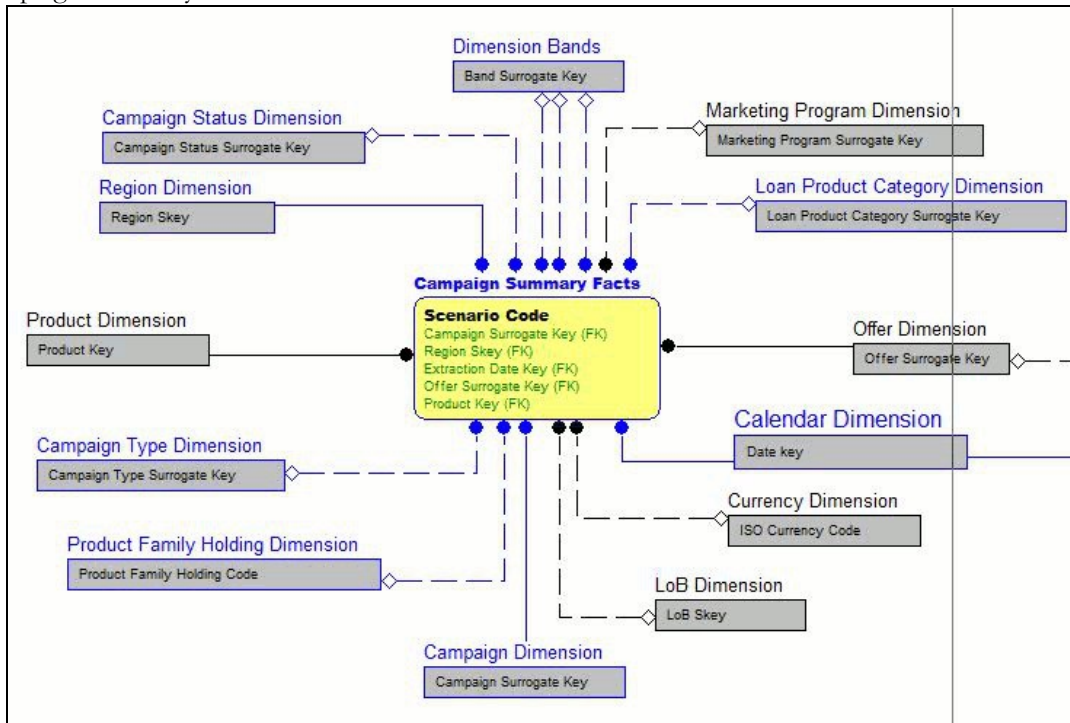 Dimension Bands
Band Surrogate Key
Campaign Status Dimension
Campaign Status Surrogate Key
Marketing Program Dimension
Marketing Program Surrogate Key
Region Dimension
Region Skey
Loan Product Category Dimension
Loan Product Category Surrogate Key
Campaign Summary Facts
Scenario Code
Campaign Surrogate Key (FK)
Region Skey (FK)
Extraction Date Key (FK)
Offer Surrogate Key (FK)
Product Key (FK)
Product Dimension
Product Key
Offer Dimension
Offer Surrogate Key
Calendar Dimension
Date key
Campaign Type Dimension
Campaign Type Surrogate Key
Currency Dimension
ISO Currency Code
Product Family Holding Dimension
Product Family Holding Code
LoB Dimension
LoB Skey
Campaign Dimension
Campaign Surrogate Key